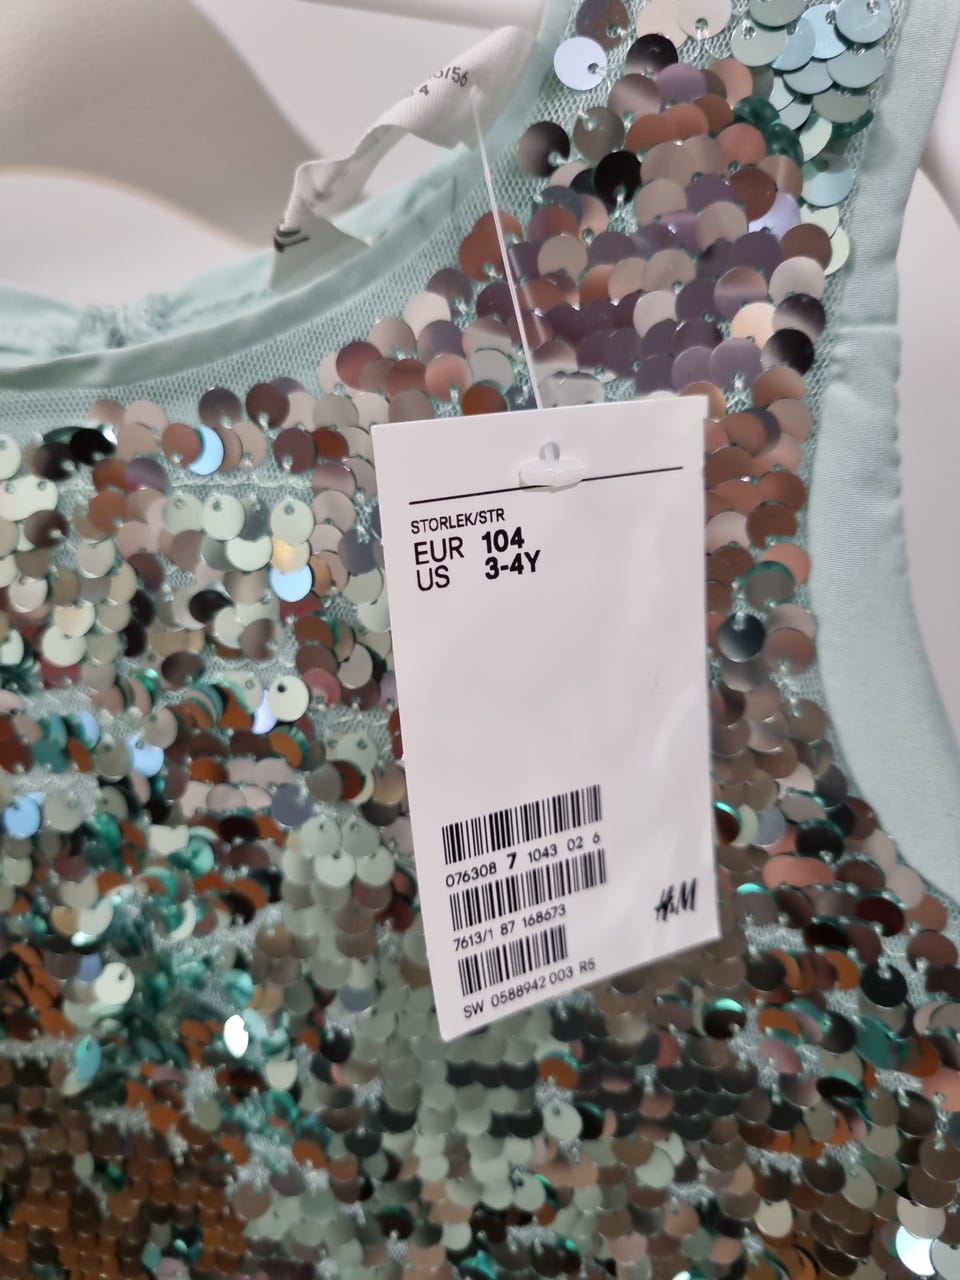 4
STORLEK/STR
EUR 104
US 3-4Y
076308 7 1043 02 6
7613/1 87 168673
H&M
SW 0588942 003 R5